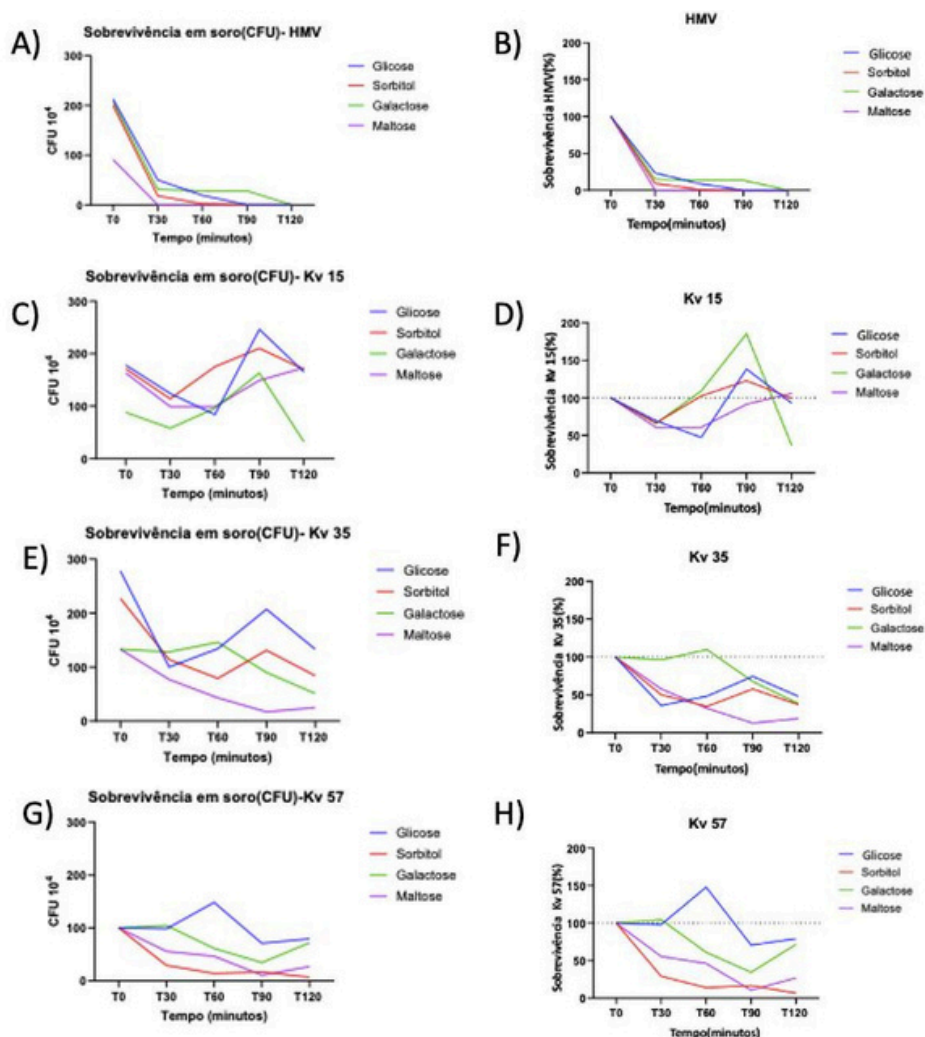 A)
Sobrevivência em soro(CFU)- HMV
CFU 10⁴
300
200
100
0
T0 T30 T60 T90 T120
Tempo (minutos)
Glicose
Sorbitol
Galactose
Maltose
B)
HMV
Sobrevivência HMV(%)
200
150
100
50
0
T0 T30 T60 T90 T120
Tempo(minutos)
Glicose
Sorbitol
Galactose
Maltose
C)
Sobrevivência em soro(CFU)- Kv 15
CFU 10⁴
300
200
100
0
T0 T30 T60 T90 T120
Tempo (minutos)
Glicose
Sorbitol
Galactose
Maltose
D)
Kv 15
Sobrevivência Kv 15(%)
200
150
100
50
0
T0 T30 T60 T90 T120
Tempo(minutos)
Glicose
Sorbitol
Galactose
Maltose
E)
Sobrevivência em soro(CFU)- Kv 35
CFU 10⁴
300
200
100
0
T0 T30 T60 T90 T120
Tempo (minutos)
Glicose
Sorbitol
Galactose
Maltose
F)
Kv 35
Sobrevivência Kv 35(%)
200
150
100
50
0
T0 T30 T60 T90 T120
Tempo(minutos)
Glicose
Sorbitol
Galactose
Maltose
G)
Sobrevivência em soro(CFU)-Kv 57
CFU 10⁴
300
200
100
0
T0 T30 T60 T90 T120
Tempo (minutos)
Glicose
Sorbitol
Galactose
Maltose
H)
Kv 57
Sobrevivência Kv 57(%)
200
150
100
50
0
T0 T30 T60 T90 T120
Tempo(minutos)
Glicose
Sorbitol
Galactose
Maltose